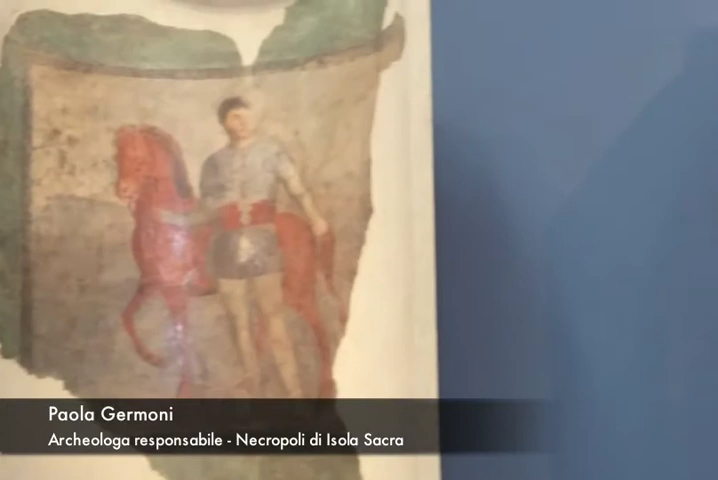 Paola Germoni
Archeologa responsabile - Necropoli di Isola Sacra